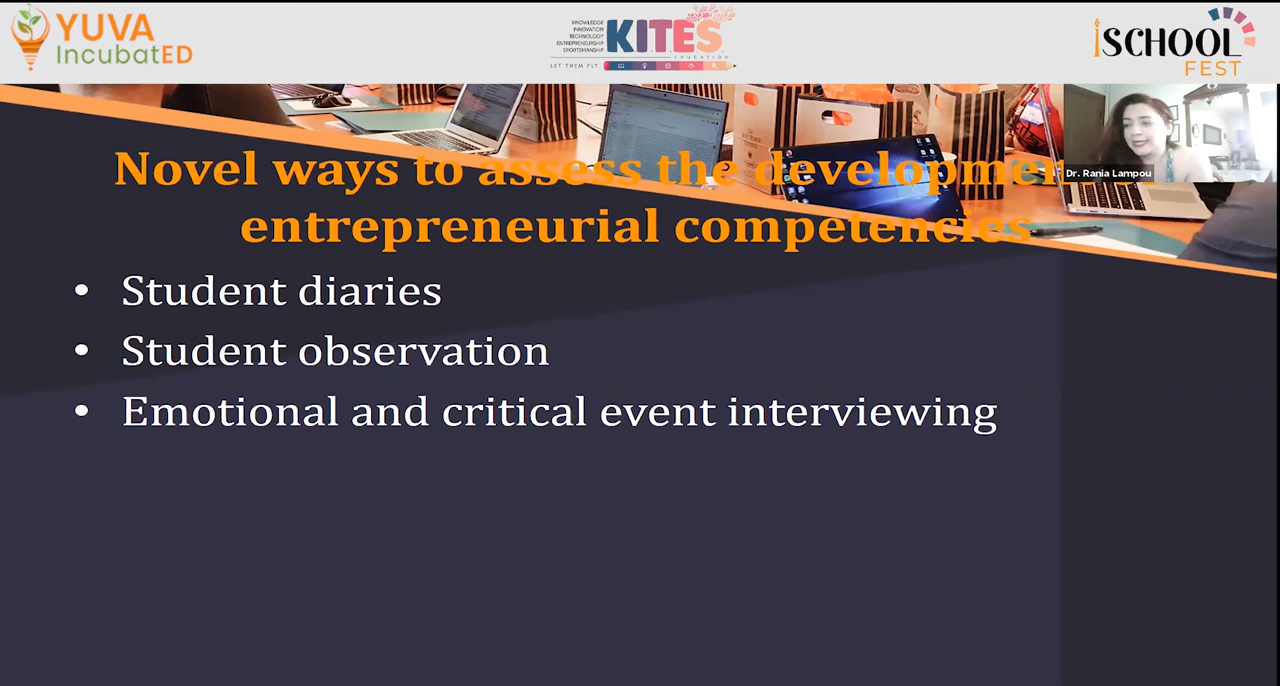 YUVA
IncubatED
KNOWLEDGE
INNOVATION
TECHNOLOGY
ENTREPRENEURSHIP
SPORTSMANSHIP
KITES
EDUCATION
LET THEM FLY
iSCHOOL
FEST
Dr. Rania Lampou
Novel ways to assess the
entrepreneurial competencies
• Student diaries
• Student observation
• Emotional and critical event interviewing